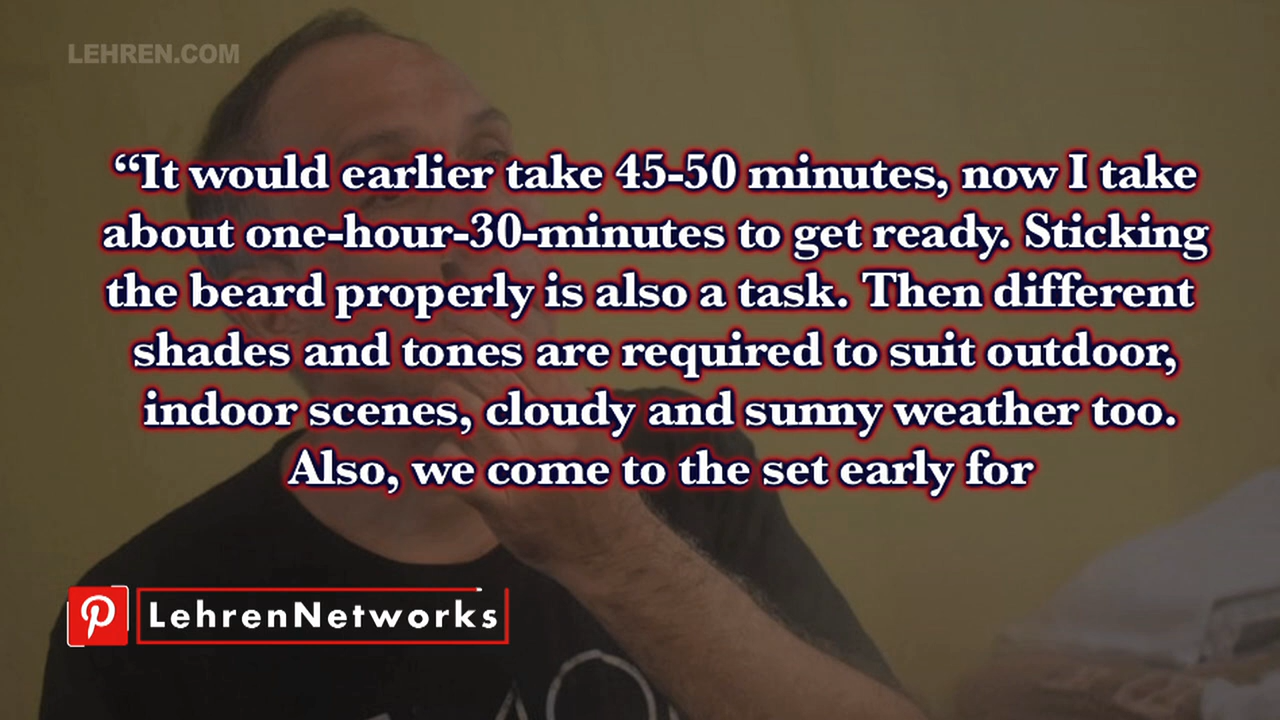 LEHREN.COM
“It would earlier take 45-50 minutes, now I take
about one-hour-30-minutes to get ready. Sticking
the beard properly is also a task. Then different
shades and tones are required to suit outdoor,
indoor scenes, cloudy and sunny weather too.
Also, we come to the set early for
LehrenNetworks